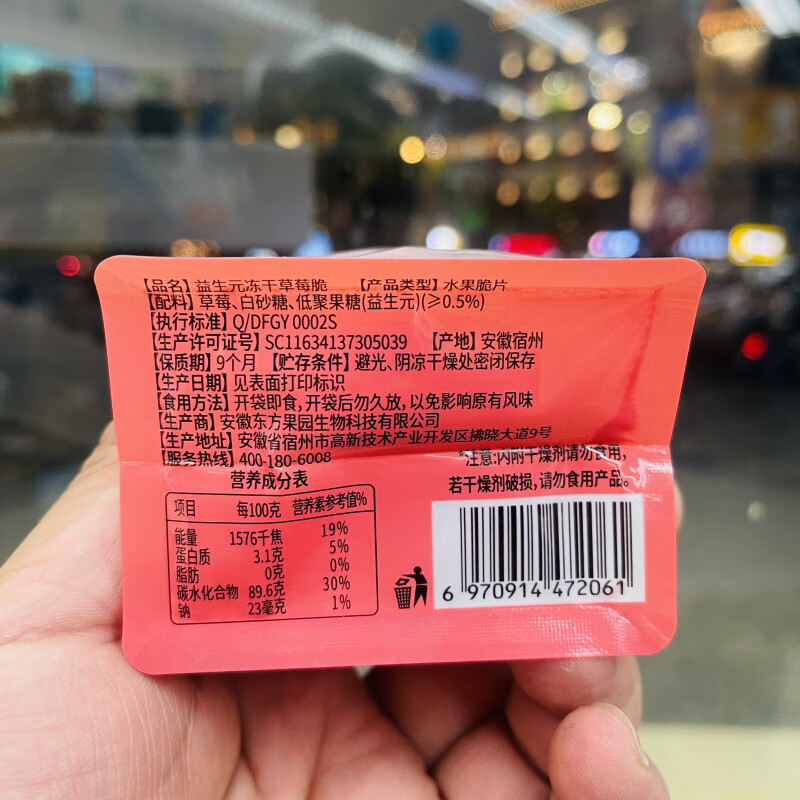 【品名】益生元冻干草莓脆 【产品类型】水果脆片
【配料】草莓、白砂糖、低聚果糖(益生元)(≥0.5%)
【执行标准】Q/DFGY 0002S
【生产许可证号】SC11634137305039 【产地】安徽宿州
【保质期】9个月 【贮存条件】避光、阴凉干燥处密闭保存
【生产日期】见表面打印标识
【食用方法】开袋即食,开袋后勿久放,以免影响原有风味
【生产商】安徽东方果园生物科技有限公司
【生产地址】安徽省宿州市高新技术产业开发区拂晓大道9号
【服务热线】400-180-6008
*注意:内附干燥剂请勿食用,
若干燥剂破损,请勿食用产品。
营养成分表
项目 每100克 营养素参考值%
能量 1576千焦 19%
蛋白质 3.1克 5%
脂肪 0克 0%
碳水化合物 89.6克 30%
钠 23毫克 1%
6 970914 472061